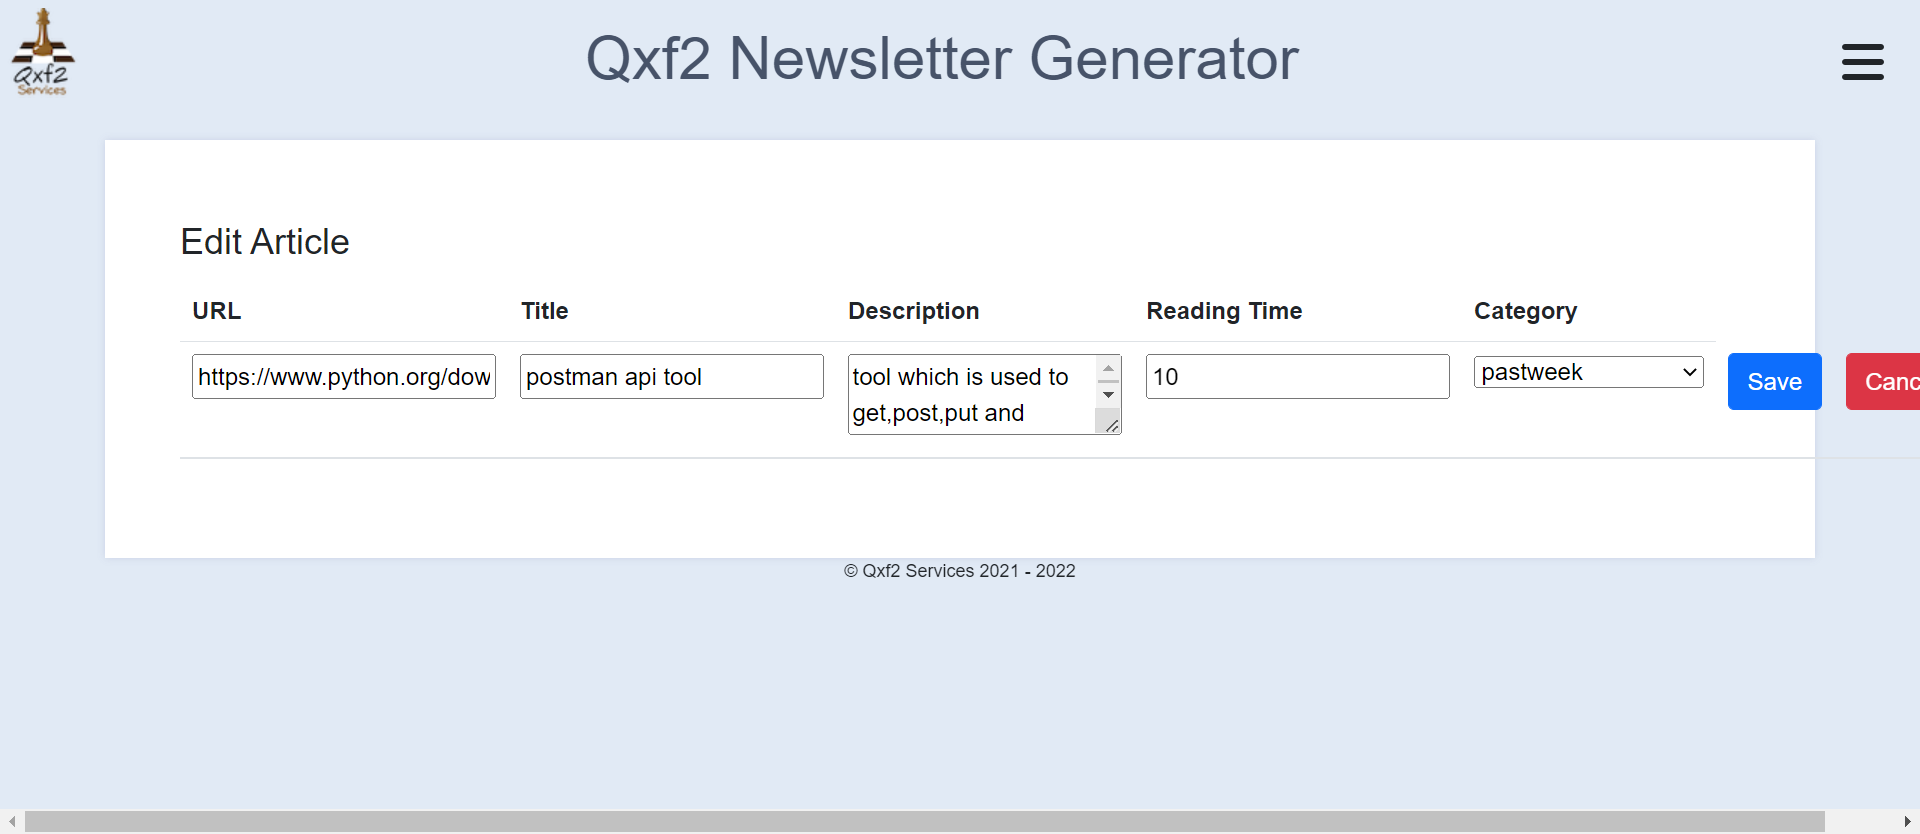 Qxf2
Services
Qxf2 Newsletter Generator
Edit Article
URL Title Description Reading Time Category
https://www.python.org/dow postman api tool tool which is used to 10 pastweek Save Canc
get,post,put and
© Qxf2 Services 2021 - 2022